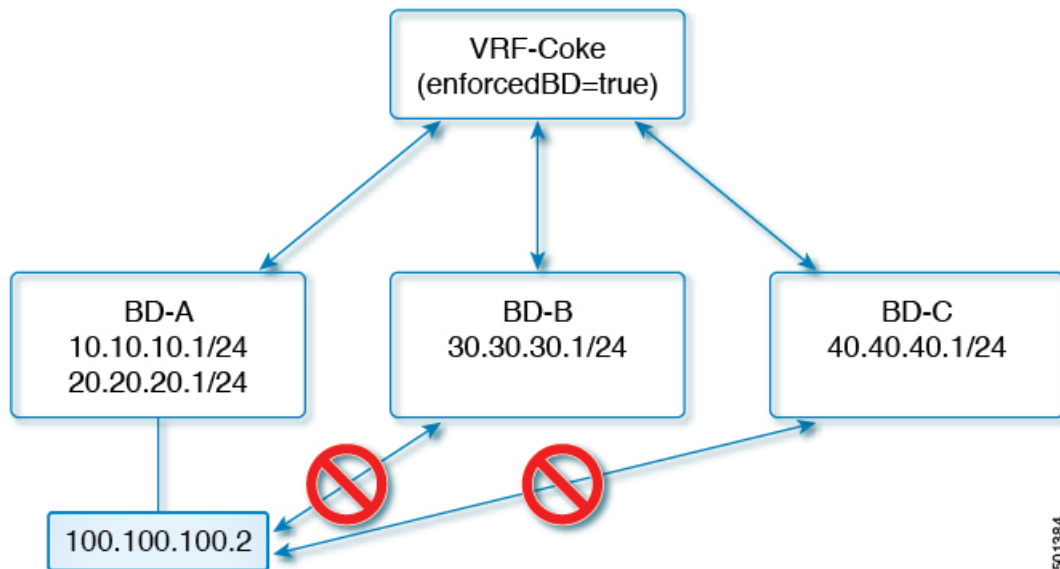 VRF-Coke
(enforcedBD=true)
BD-A
10.10.10.1/24
20.20.20.1/24
BD-B
30.30.30.1/24
BD-C
40.40.40.1/24
100.100.100.2
501384